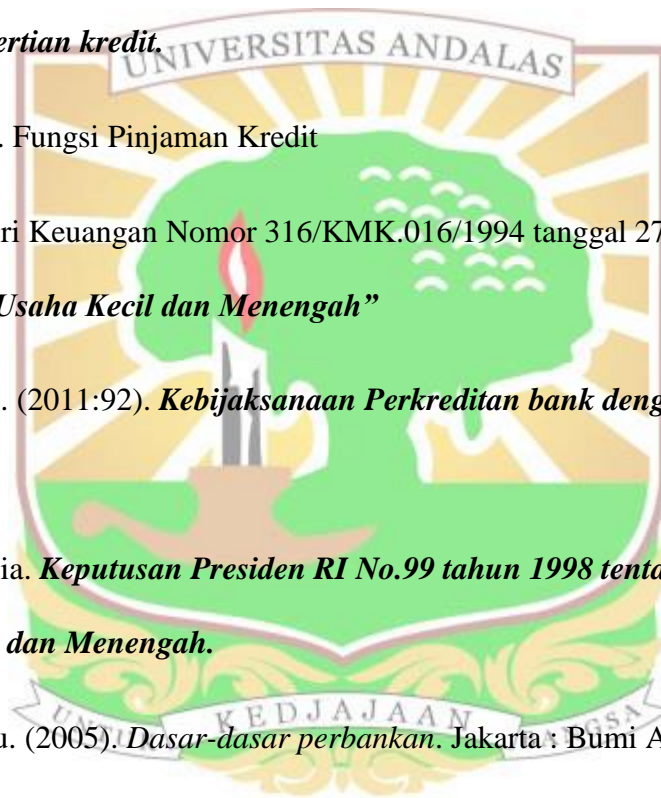 ertian kredit.
UNIVERSITAS ANDALAS
. Fungsi Pinjaman Kredit
ri Keuangan Nomor 316/KMK.016/1994 tanggal 27
Usaha Kecil dan Menengah”
. (2011:92). Kebijaksanaan Perkreditan bank deng
ia. Keputusan Presiden RI No.99 tahun 1998 tenta
dan Menengah.
KEDJAJAAN
u. (2005). Dasar-dasar perbankan. Jakarta : Bumi A